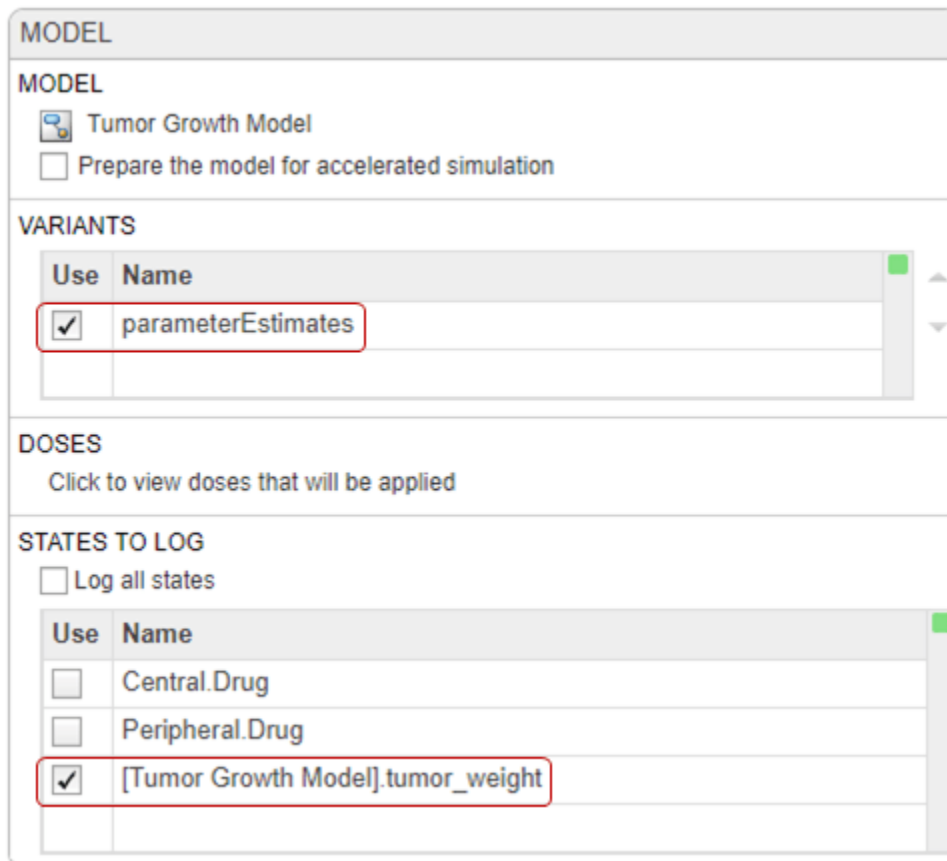 MODEL
MODEL
Tumor Growth Model
Prepare the model for accelerated simulation
VARIANTS
Use Name
parameterEstimates
DOSES
Click to view doses that will be applied
STATES TO LOG
Log all states
Use Name
Central.Drug
Peripheral.Drug
[Tumor Growth Model].tumor_weight